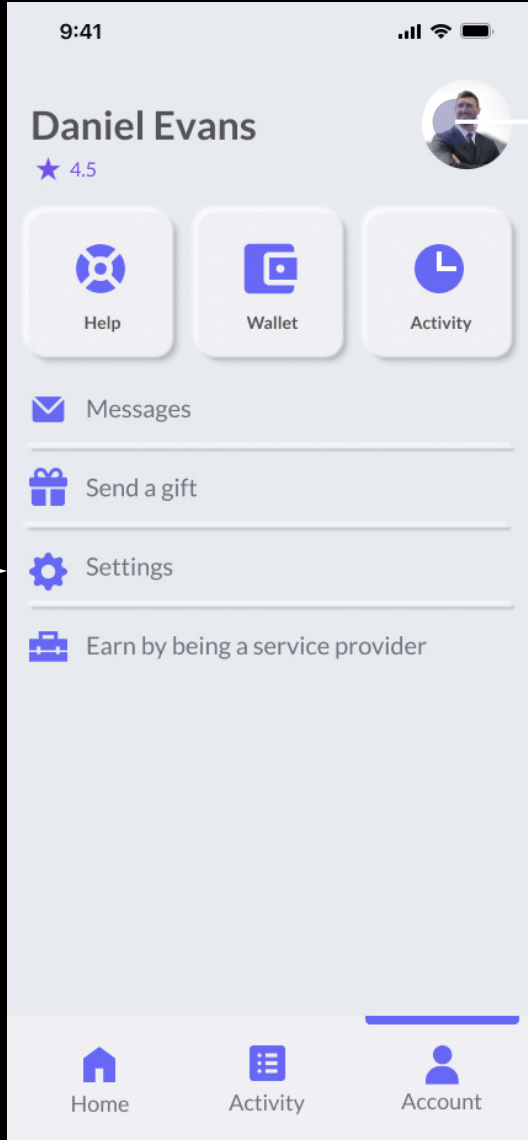 9:41
Daniel Evans
4.5
Help Wallet Activity
Messages
Send a gift
Settings
Earn by being a service provider
Home Activity Account